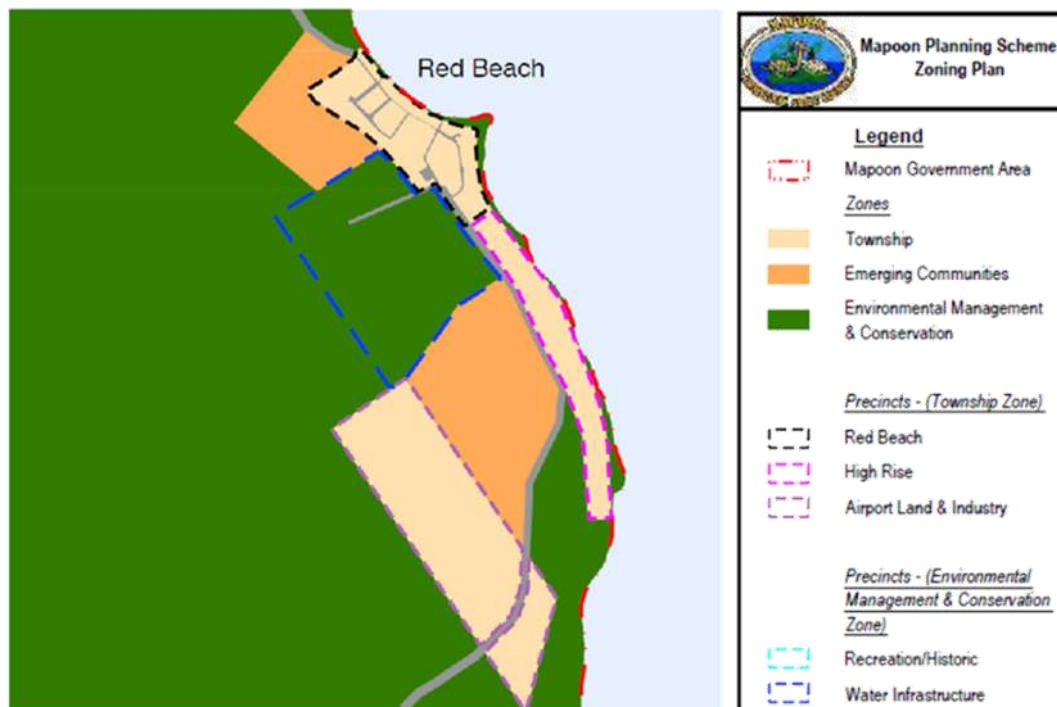 Red Beach
MAPOON
Mapoon Planning Scheme
Zoning Plan
Legend
Mapoon Government Area
Zones
Township
Emerging Communities
Environmental Management
& Conservation
Precincts - (Township Zone)
Red Beach
High Rise
Airport Land & Industry
Precincts - (Environmental
Management & Conservation
Zone)
Recreation/Historic
Water Infrastructure